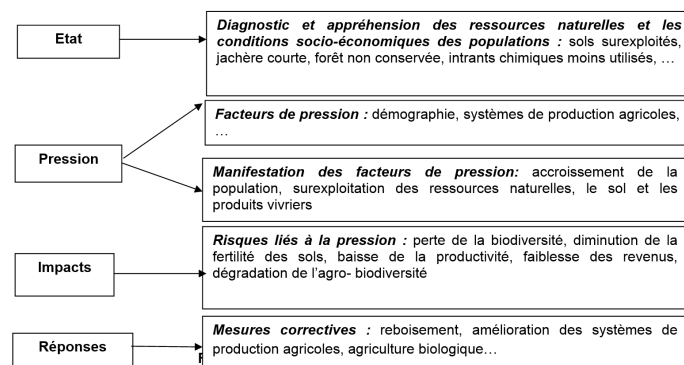 Etat
Diagnostic et appréhension des ressources naturelles et les
conditions socio-économiques des populations : sols surexploités,
jachère courte, forêt non conservée, intrants chimiques moins utilisés, …
Pression
Facteurs de pression : démographie, systèmes de production agricoles,
…
Manifestation des facteurs de pression: accroissement de la
population, surexploitation des ressources naturelles, le sol et les
produits vivriers
Impacts
Risques liés à la pression : perte de la biodiversité, diminution de la
fertilité des sols, baisse de la productivité, faiblesse des revenus,
dégradation de l'agro- biodiversité
Réponses
Mesures correctives : reboisement, amélioration des systèmes de
production agricoles, agriculture biologique…